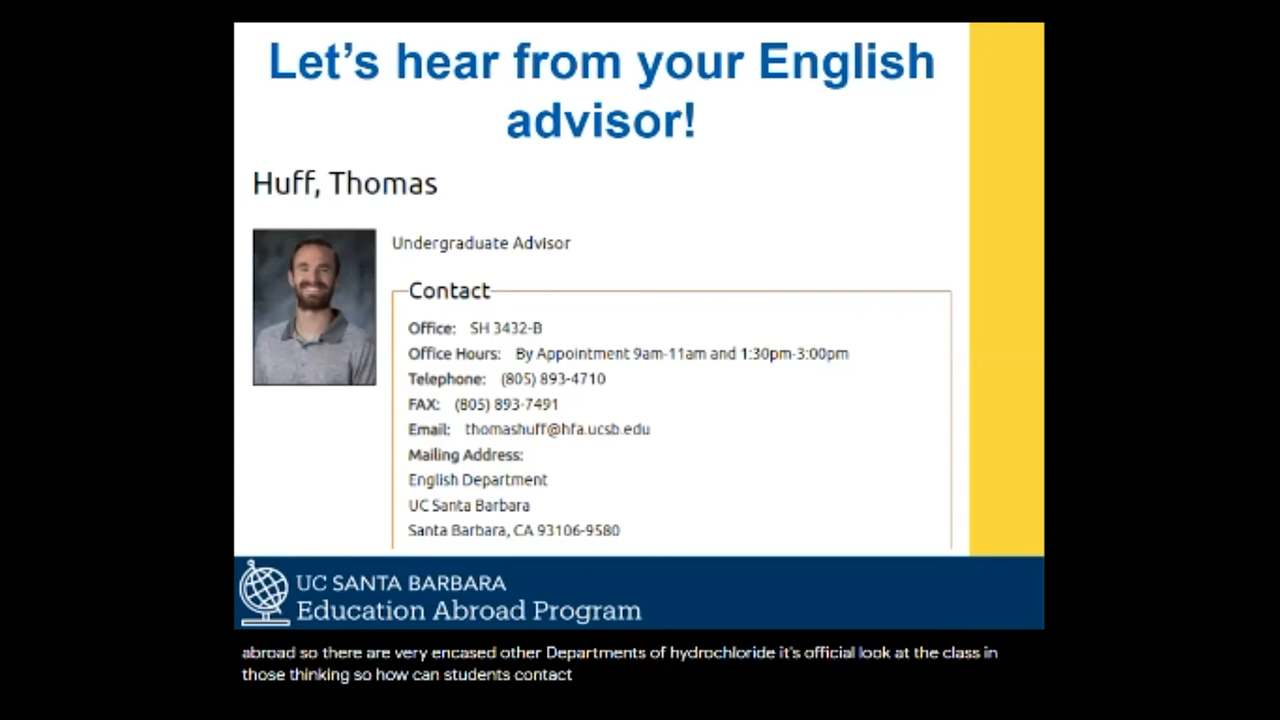 Let's hear from your English
advisor!
Huff, Thomas
Undergraduate Advisor
Contact
Office: SH 3432-B
Office Hours: By Appointment 9am-11am and 1:30pm-3:00pm
Telephone: (805) 893-4710
FAX: (805) 893-7491
Email: thomashuff@hfa.ucsb.edu
Mailing Address:
English Department
UC Santa Barbara
Santa Barbara, CA 93106-9580
UC SANTA BARBARA
Education Abroad Program
abroad so there are very encased other Departments of hydrochloride it's official look at the class in
those thinking so how can students contact